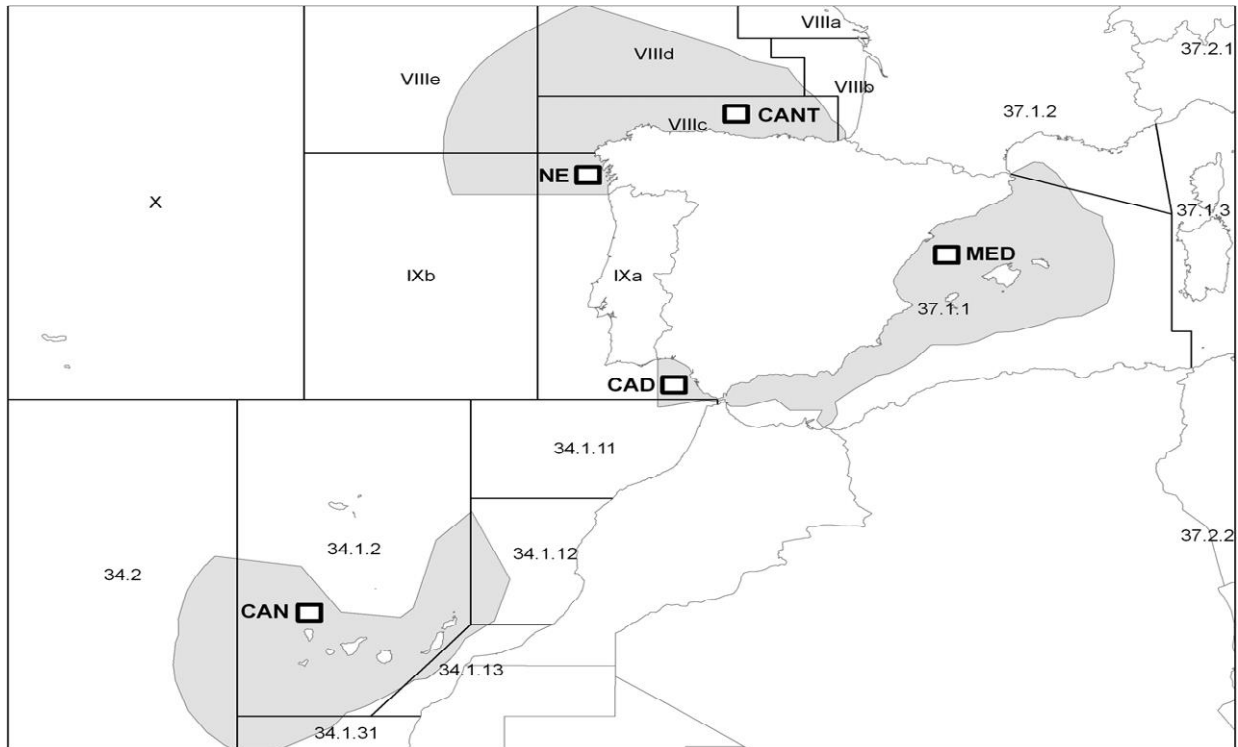 VIIIa
37.2.1
VIIId
VIIIe
VIIIb
VIIIc
CANT
37.1.2
NE
X
37.1.3
MED
IXb
IXa
37.1.1
CAD
34.1.11
34.1.2
34.1.12
37.2.2
34.2
CAN
34.1.13
34.1.31